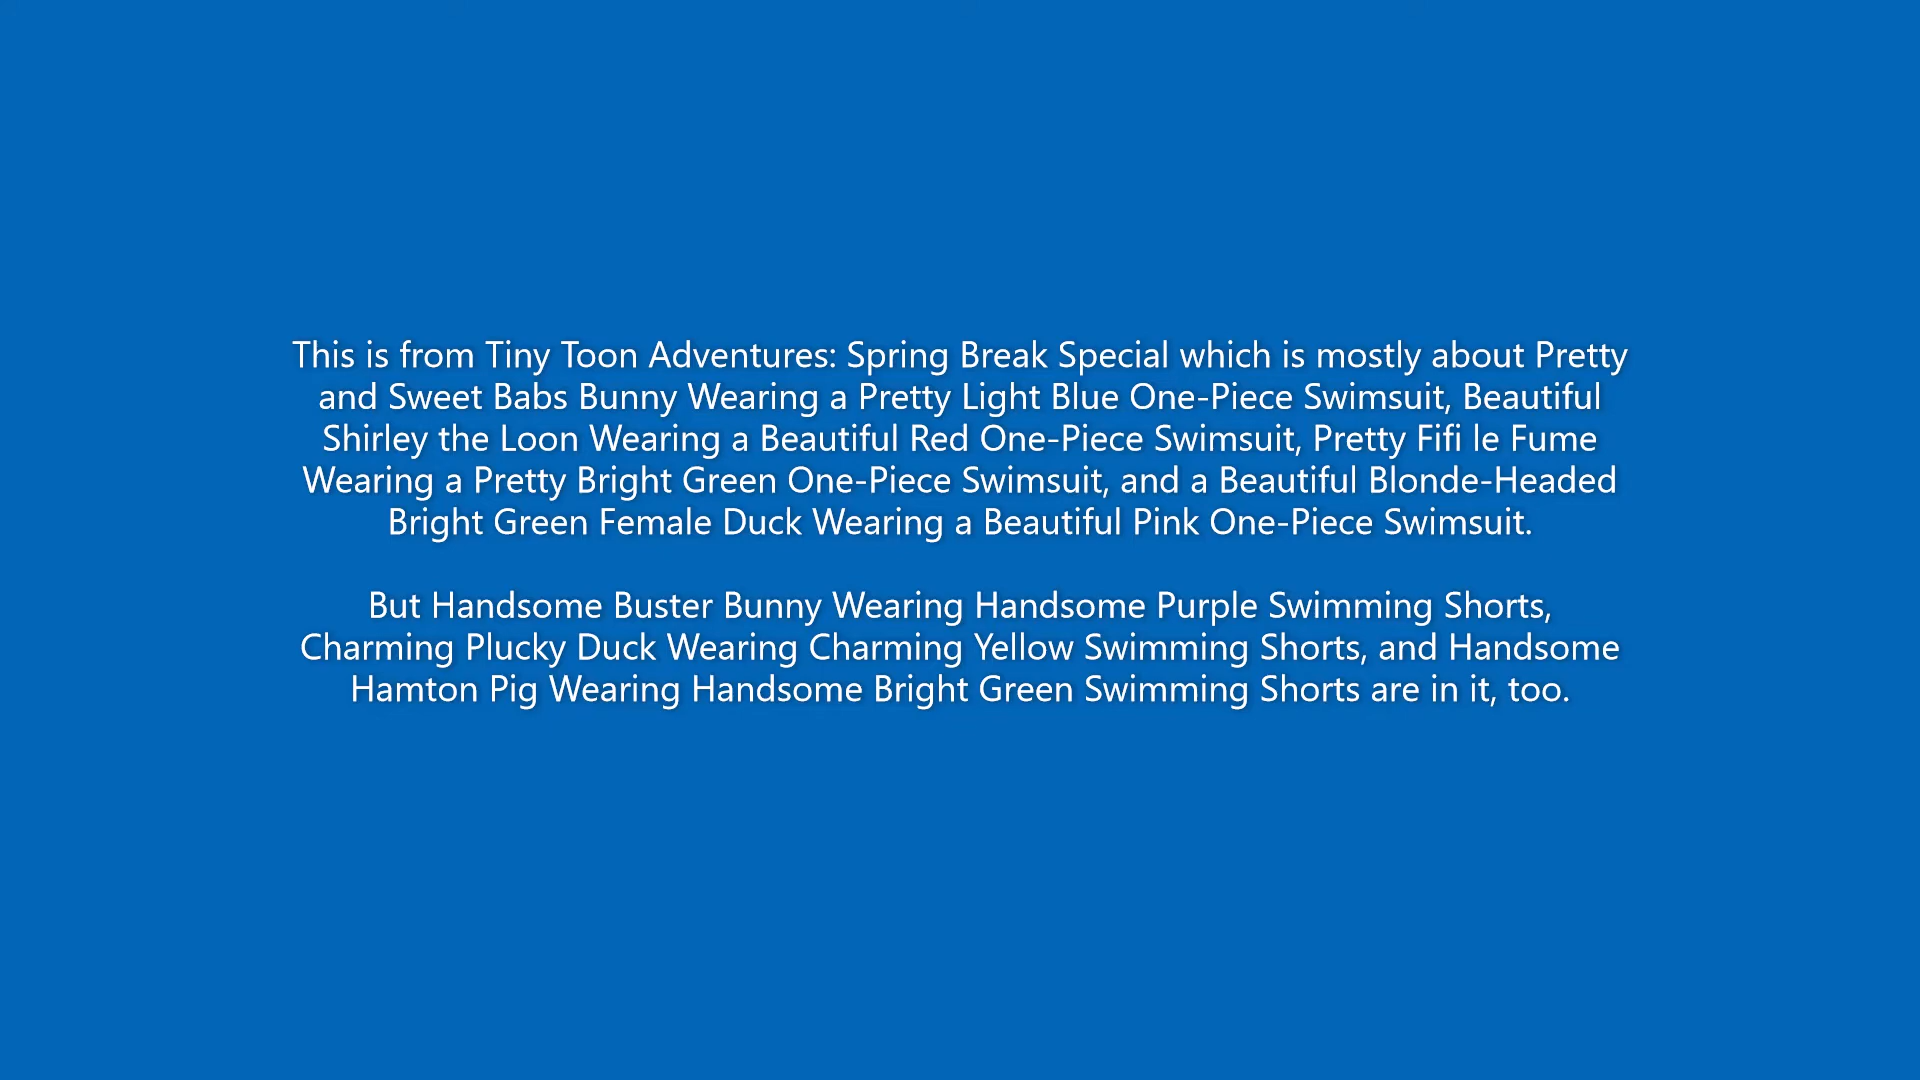 This is from Tiny Toon Adventures: Spring Break Special which is mostly about Pretty
and Sweet Babs Bunny Wearing a Pretty Light Blue One-Piece Swimsuit, Beautiful
Shirley the Loon Wearing a Beautiful Red One-Piece Swimsuit, Pretty Fifi le Fume
Wearing a Pretty Bright Green One-Piece Swimsuit, and a Beautiful Blonde-Headed
Bright Green Female Duck Wearing a Beautiful Pink One-Piece Swimsuit.
But Handsome Buster Bunny Wearing Handsome Purple Swimming Shorts,
Charming Plucky Duck Wearing Charming Yellow Swimming Shorts, and Handsome
Hamton Pig Wearing Handsome Bright Green Swimming Shorts are in it, too.